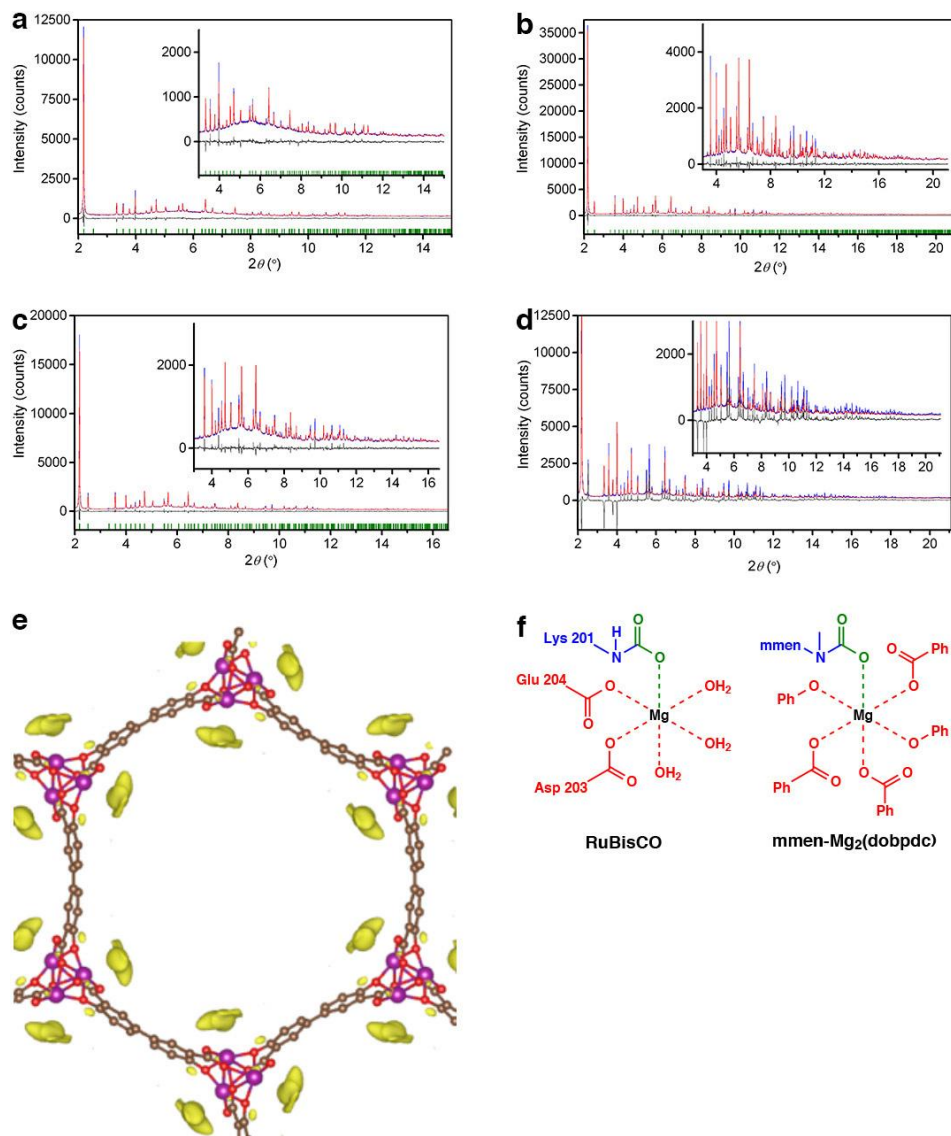 a
Intensity (counts)
12500
10000
7500
5000
2500
0
2 4 6 8 10 12 14
2θ (°)
2000
1000
0
4 6 8 10 12 14
b
Intensity (counts)
35000
30000
25000
20000
15000
10000
5000
0
2 4 6 8 10 12 14 16 18 20
2θ (°)
4000
2000
0
4 6 8 10 12 14 16 18 20
c
Intensity (counts)
20000
15000
10000
5000
0
2 4 6 8 10 12 14 16
2θ (°)
2000
0
4 6 8 10 12 14 16
d
Intensity (counts)
12500
10000
7500
5000
2500
0
2 4 6 8 10 12 14 16 18 20
2θ (°)
2000
0
4 6 8 10 12 14 16 18 20
e
f
Lys 201
H
N
O
O
Glu 204
O
O
Mg
OH₂
OH₂
OH₂
O
O
Asp 203
RuBisCO
mmen
N
O
O
O
O
Ph
Ph
O
Mg
O
Ph
O
O
Ph
O
O
Ph
mmen-Mg₂(dobpdc)